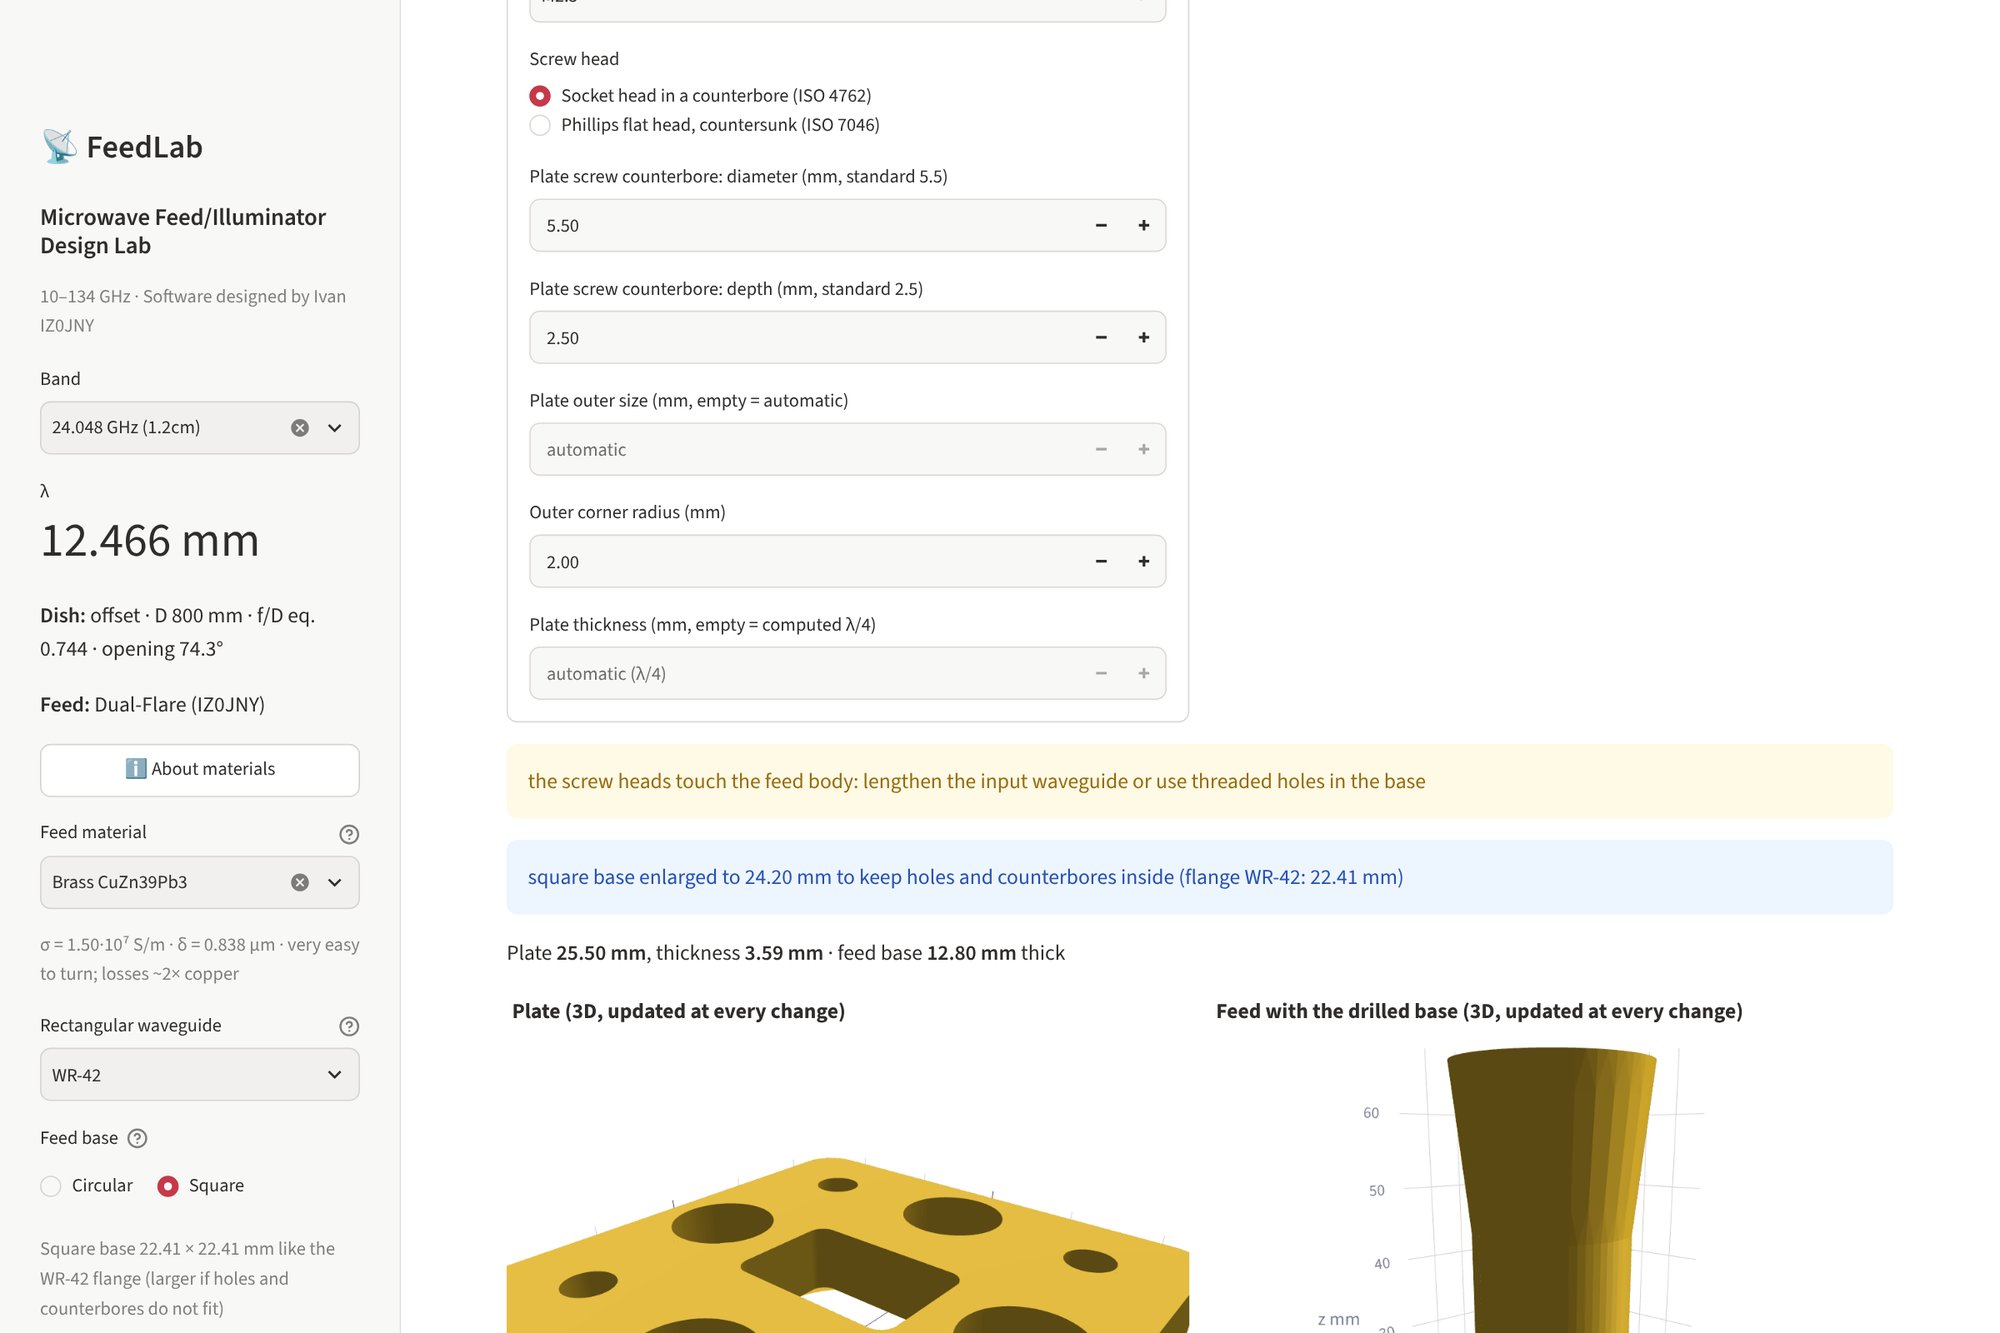 📡 FeedLab
Microwave Feed/Illuminator
Design Lab
10–134 GHz · Software designed by Ivan
IZ0JNY
Band
24.048 GHz (1.2cm)
λ
12.466 mm
Dish: offset · D 800 mm · f/D eq.
0.744 · opening 74.3°
Feed: Dual-Flare (IZ0JNY)
ℹ️ About materials
Feed material
Brass CuZn39Pb3
σ = 1.50·10⁷ S/m · δ = 0.838 µm · very easy
to turn; losses ~2× copper
Rectangular waveguide
WR-42
Feed base
Circular
Square
Square base 22.41 × 22.41 mm like the
WR-42 flange (larger if holes and
counterbores do not fit)
Screw head
Socket head in a counterbore (ISO 4762)
Phillips flat head, countersunk (ISO 7046)
Plate screw counterbore: diameter (mm, standard 5.5)
5.50
Plate screw counterbore: depth (mm, standard 2.5)
2.50
Plate outer size (mm, empty = automatic)
automatic
Outer corner radius (mm)
2.00
Plate thickness (mm, empty = computed λ/4)
automatic (λ/4)
the screw heads touch the feed body: lengthen the input waveguide or use threaded holes in the base
square base enlarged to 24.20 mm to keep holes and counterbores inside (flange WR-42: 22.41 mm)
Plate 25.50 mm, thickness 3.59 mm · feed base 12.80 mm thick
Plate (3D, updated at every change)
Feed with the drilled base (3D, updated at every change)
60
50
40
z mm